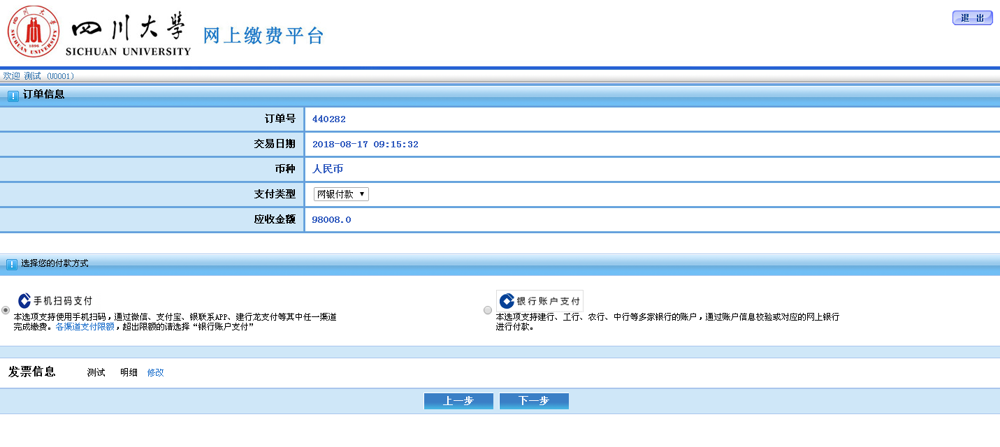 四川大学 网上缴费平台
SICHUAN UNIVERSITY
SICHUAN UNIVERSITY
1896
退 出
欢迎 测试 (U0001)
订单信息
订单号 440282
交易日期 2018-08-17 09:15:32
币种 人民币
支付类型 网银付款
应收金额 98008.0
选择您的付款方式
手机扫码支付
本选项支持使用手机扫码，通过微信、支付宝、银联系APP、建行龙支付等其中任一渠道
完成缴费。各渠道支付限额，超出限额的请选择“银行账户支付”
银行账户支付
本选项支持建行、工行、农行、中行等多家银行的账户，通过账户信息校验或对应的网上银行
进行付款。
发票信息 测试 明细 修改
上一步 下一步